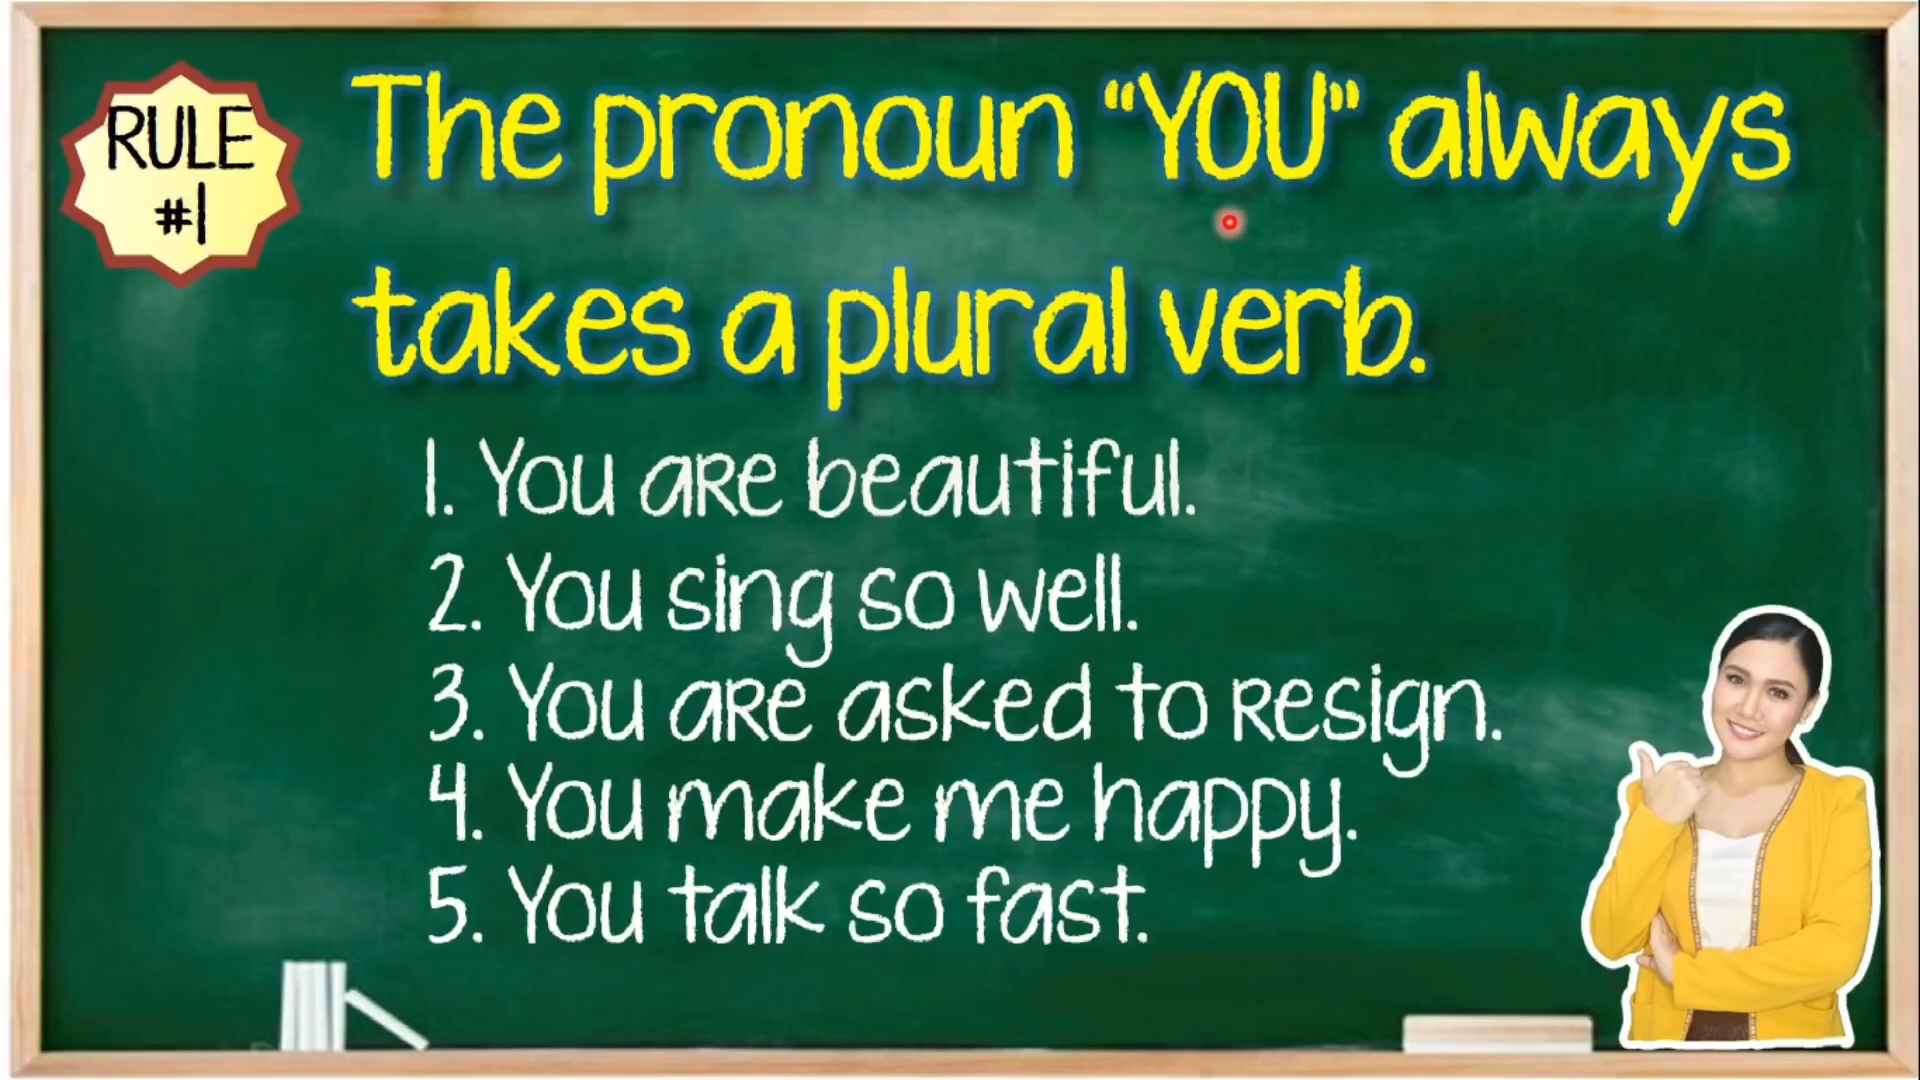 RULE
#1
The pronoun “YOU” always
takes a plural verb.
1. You are beautiful.
2. You sing so well.
3. You are asked to resign.
4. You make me happy.
5. You talk so fast.